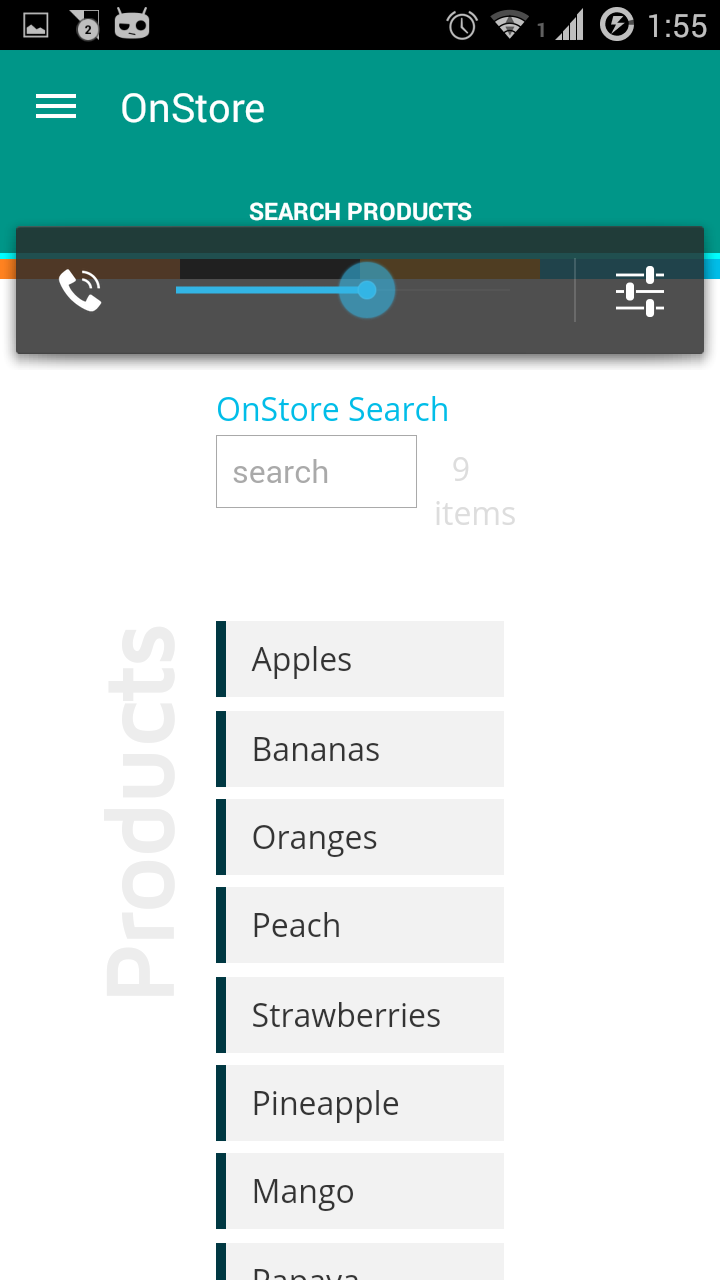 2
1
1:55
OnStore
SEARCH PRODUCTS
OnStore Search
search
9
items
Products
Apples
Bananas
Oranges
Peach
Strawberries
Pineapple
Mango
Papaya